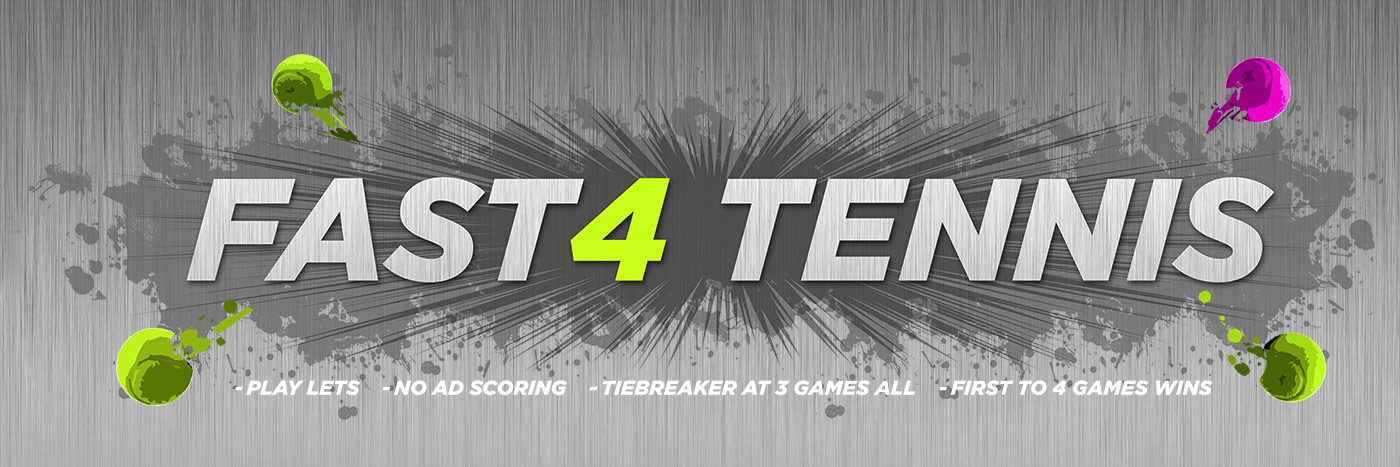 FAST4 TENNIS
- PLAY LETS - NO AD SCORING - TIEBREAKER AT 3 GAMES ALL - FIRST TO 4 GAMES WINS